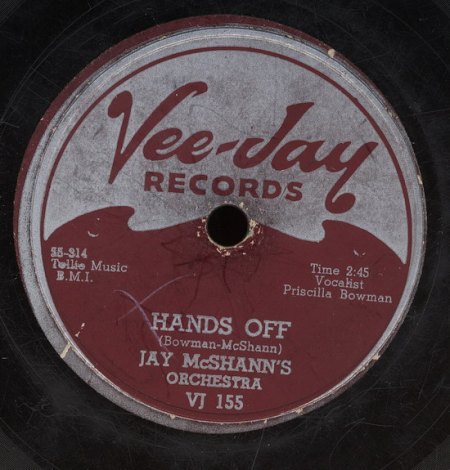 Vee-Jay
RECORDS
55-314
Tollie Music
B.M.I.
Time 2:45
Vocalist
Priscilla Bowman
HANDS OFF
(Bowman-McShann)
JAY McSHANN'S
ORCHESTRA
VJ 155